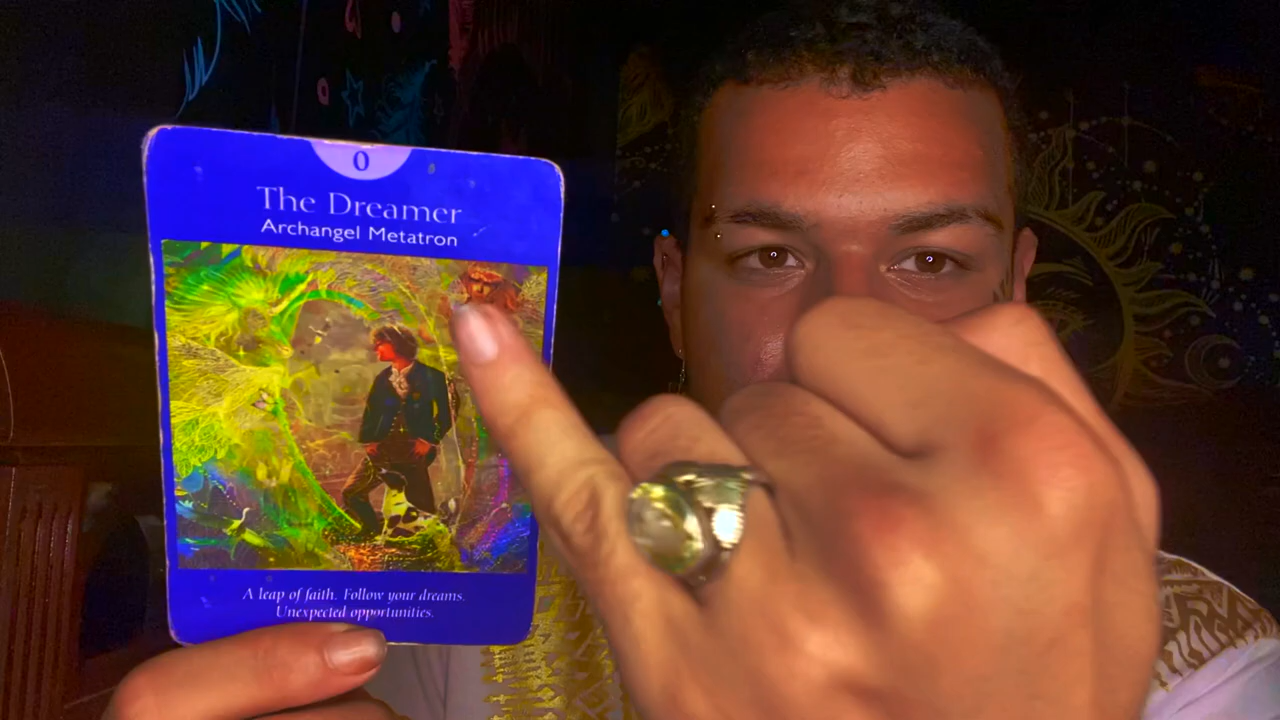 0
The Dreamer
Archangel Metatron
A leap of faith. Follow your dreams.
Unexpected opportunities.